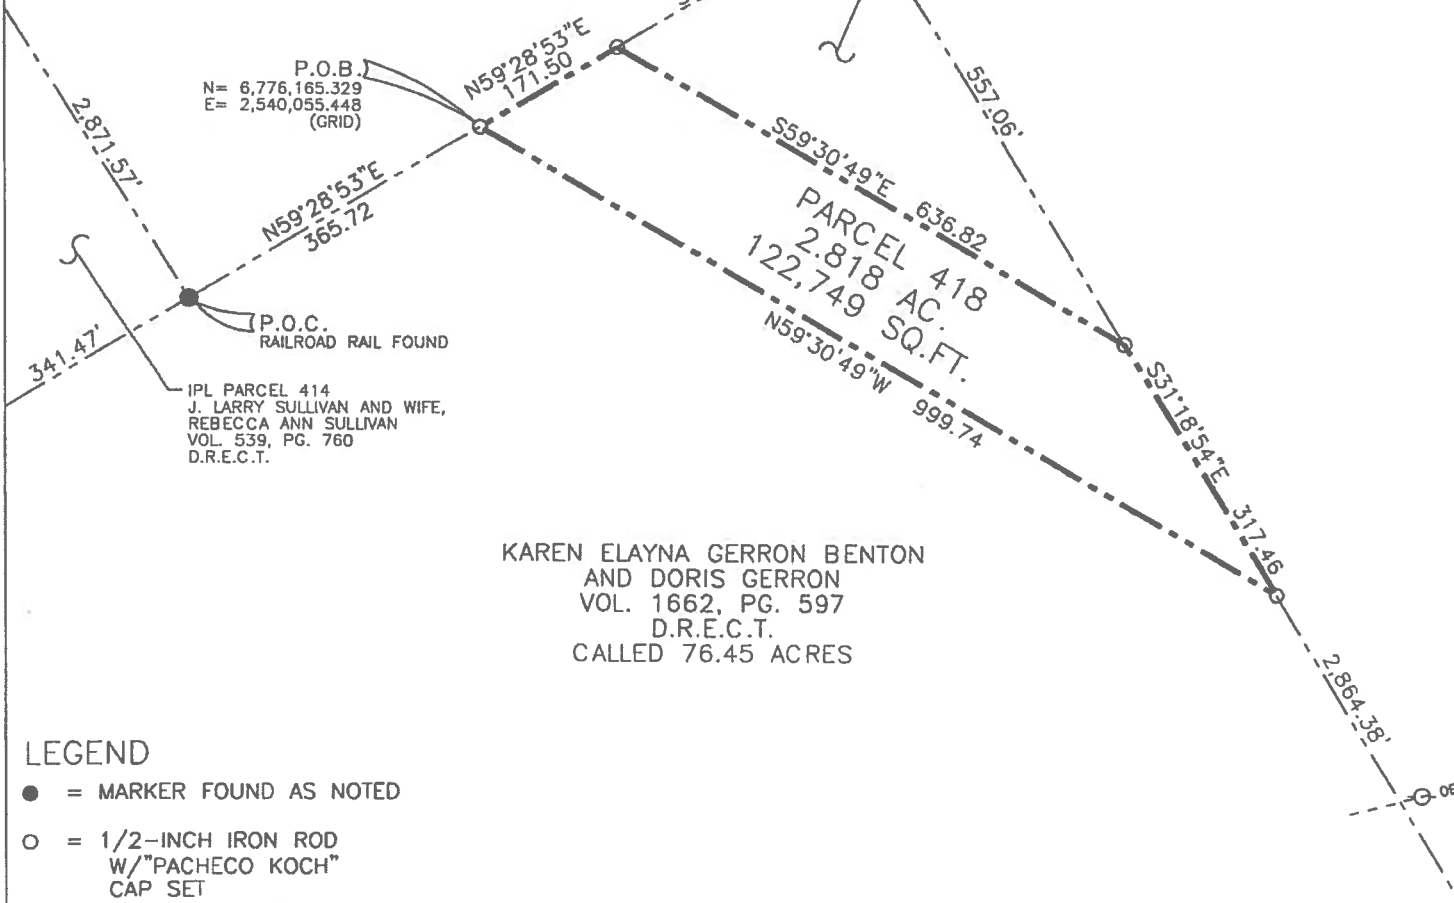 P.O.B.
N= 6,776,165.329
E= 2,540,055.448
(GRID)
N59°28'53"E
171.50
557.06'
2,871.57'
S59°30'49"E 636.82
N59°28'53"E
365.72
PARCEL 418
2.818 AC.
122,749 SQ.FT.
N59°30'49"W 999.74
P.O.C.
RAILROAD RAIL FOUND
341.47'
S31°18'54"E 317.46
IPL PARCEL 414
J. LARRY SULLIVAN AND WIFE,
REBECCA ANN SULLIVAN
VOL. 539, PG. 760
D.R.E.C.T.
KAREN ELAYNA GERRON BENTON
AND DORIS GERRON
VOL. 1662, PG. 597
D.R.E.C.T.
CALLED 76.45 ACRES
2,864.38'
LEGEND
● = MARKER FOUND AS NOTED
○ = 1/2-INCH IRON ROD
W/"PACHECO KOCH"
CAP SET